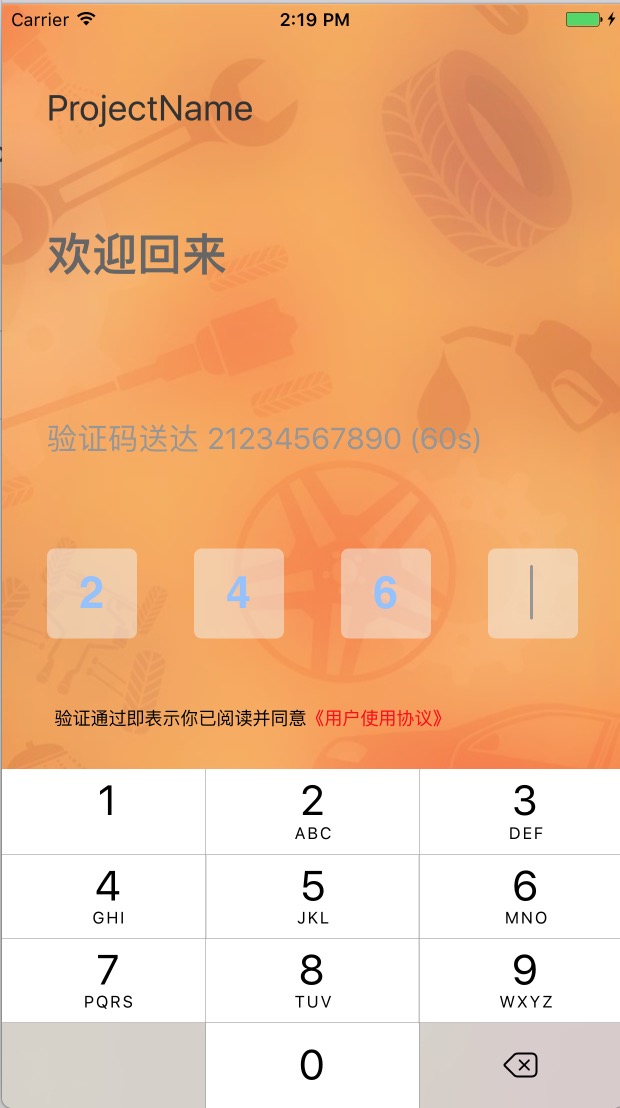 Carrier 2:19 PM
ProjectName
欢迎回来
验证码送达 21234567890 (60s)
2 4 6
验证通过即表示你已阅读并同意《用户使用协议》
1 2 3
ABC DEF
4 5 6
GHI JKL MNO
7 8 9
PQRS TUV WXYZ
0